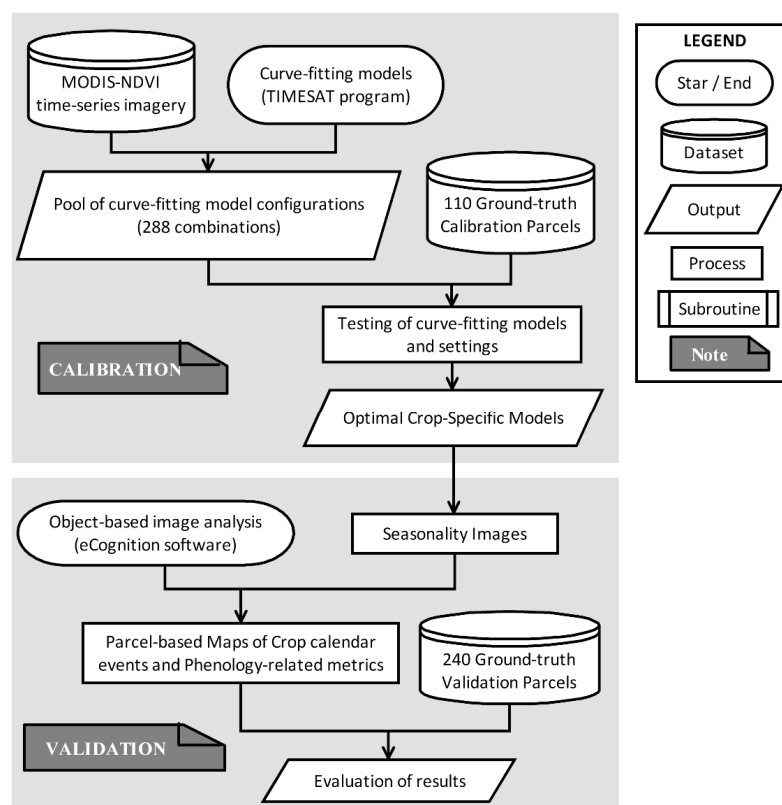 MODIS-NDVI
time-series imagery
Curve-fitting models
(TIMESAT program)
Pool of curve-fitting model configurations
(288 combinations)
110 Ground-truth
Calibration Parcels
Testing of curve-fitting models
and settings
CALIBRATION
Optimal Crop-Specific Models
Object-based image analysis
(eCognition software)
Seasonality Images
Parcel-based Maps of Crop calendar
events and Phenology-related metrics
240 Ground-truth
Validation Parcels
VALIDATION
Evaluation of results
LEGEND
Star / End
Dataset
Output
Process
Subroutine
Note